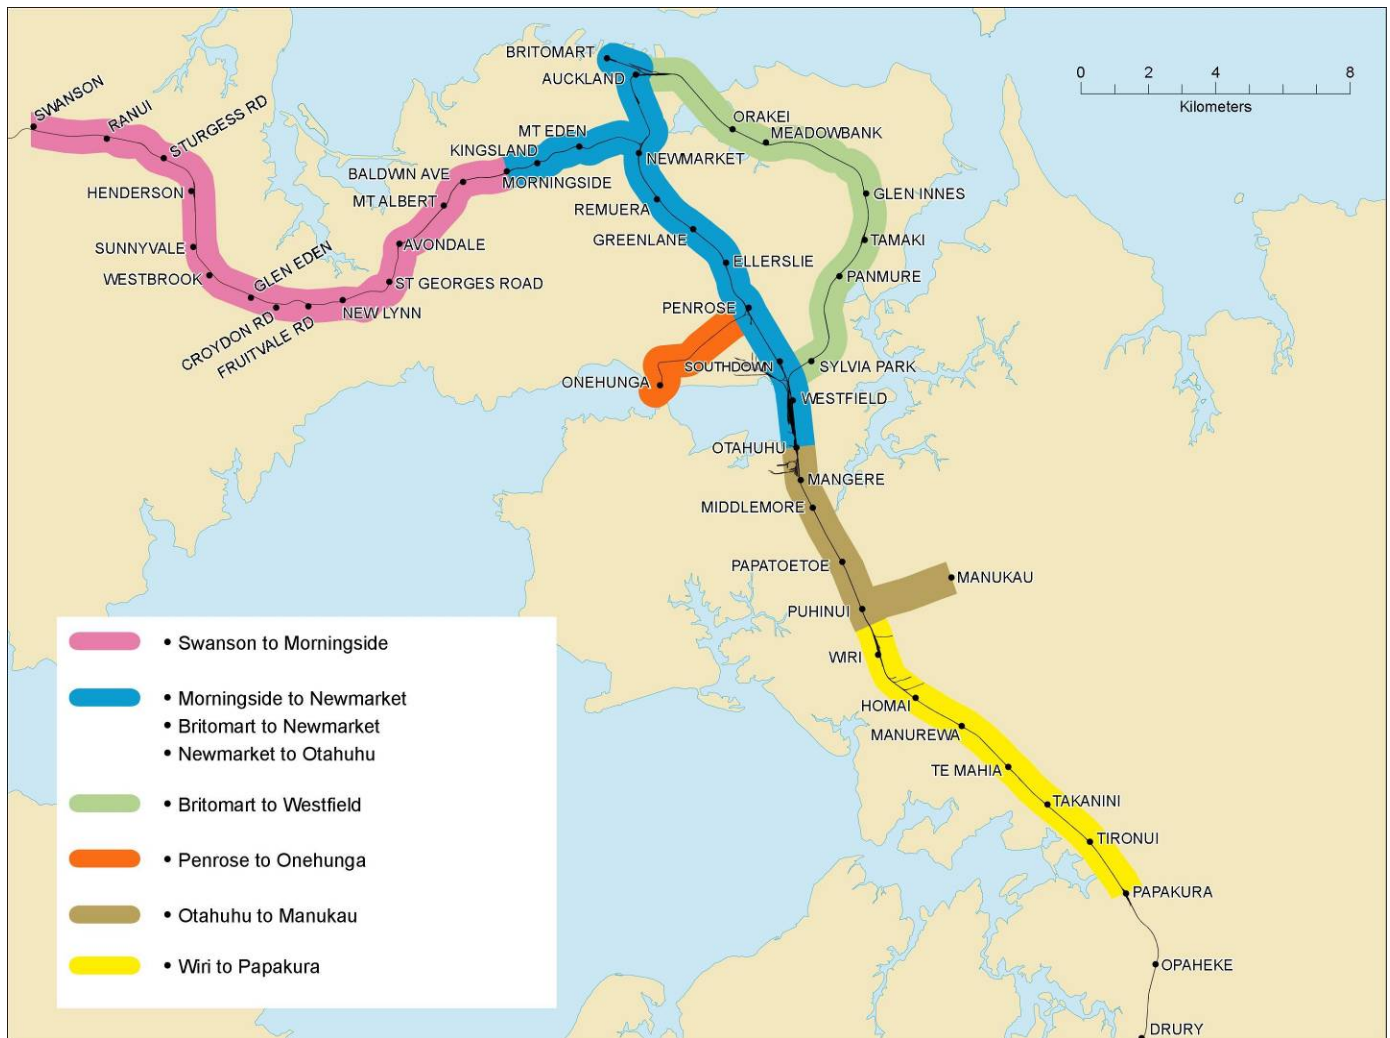 BRITOMART
AUCKLAND
0 2 4 8
Kilometers
SWANSON
RANUI
STURGESS RD
ORAKEI
MEADOWBANK
MT EDEN
KINGSLAND
NEWMARKET
BALDWIN AVE
MORNINGSIDE
HENDERSON
MT ALBERT
GLEN INNES
REMUERA
GREENLANE
TAMAKI
SUNNYVALE
AVONDALE
ELLERSLIE
WESTBROOK
GLEN EDEN
ST GEORGES ROAD
PANMURE
CROYDON RD
FRUITVALE RD
NEW LYNN
PENROSE
SOUTHDOWN
SYLVIA PARK
ONEHUNGA
WESTFIELD
OTAHUHU
MANGERE
MIDDLEMORE
PAPATOETOE
MANUKAU
PUHINUI
WIRI
HOMAI
MANUREWA
TE MAHIA
TAKANINI
TIRONUI
PAPAKURA
OPAHEKE
DRURY
• Swanson to Morningside
• Morningside to Newmarket
• Britomart to Newmarket
• Newmarket to Otahuhu
• Britomart to Westfield
• Penrose to Onehunga
• Otahuhu to Manukau
• Wiri to Papakura